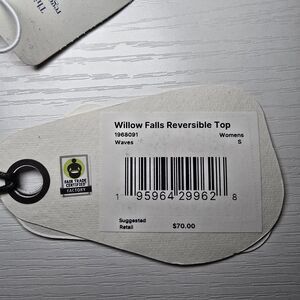 Willow Falls Reversible Top
1968091 Womens
Waves S
1 95964 29962 8
Suggested
Retail $70.00
FAIR TRADE
CERTIFIED
FACTORY